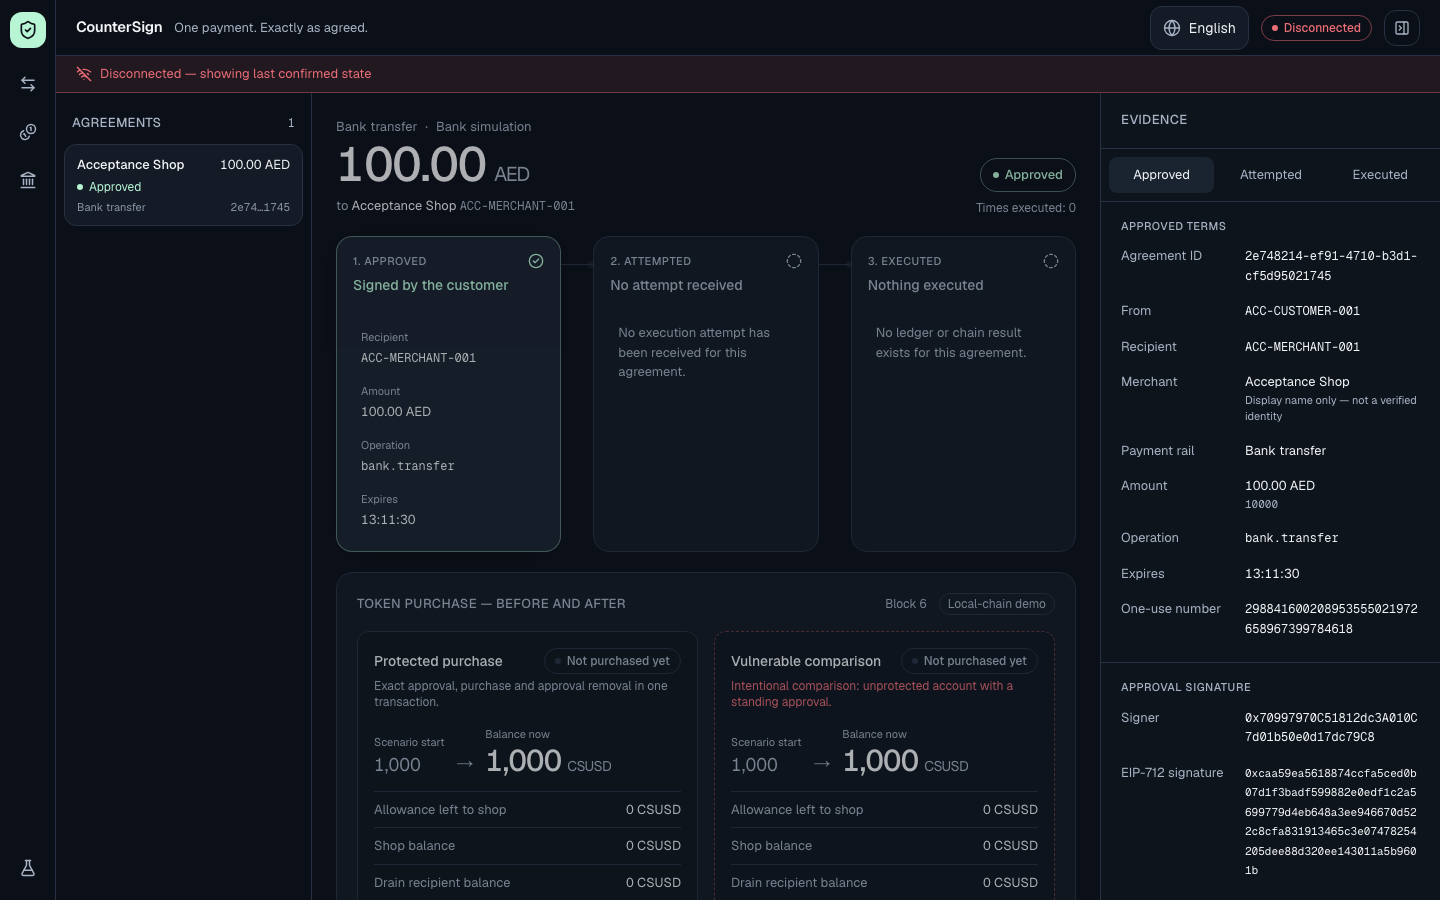 CounterSign One payment. Exactly as agreed.
English
Disconnected
Disconnected — showing last confirmed state
AGREEMENTS 1
Acceptance Shop 100.00 AED
Approved
Bank transfer 2e74…1745
Bank transfer · Bank simulation
100.00 AED
Approved
to Acceptance Shop ACC-MERCHANT-001
Times executed: 0
1. APPROVED
Signed by the customer
Recipient
ACC-MERCHANT-001
Amount
100.00 AED
Operation
bank.transfer
Expires
13:11:30
2. ATTEMPTED
No attempt received
No execution attempt has
been received for this
agreement.
3. EXECUTED
Nothing executed
No ledger or chain result
exists for this agreement.
TOKEN PURCHASE — BEFORE AND AFTER
Block 6
Local-chain demo
Protected purchase
Not purchased yet
Exact approval, purchase and approval removal in one
transaction.
Scenario start
1,000
→
Balance now
1,000 CSUSD
Allowance left to shop 0 CSUSD
Shop balance 0 CSUSD
Drain recipient balance 0 CSUSD
Vulnerable comparison
Not purchased yet
Intentional comparison: unprotected account with a
standing approval.
Scenario start
1,000
→
Balance now
1,000 CSUSD
Allowance left to shop 0 CSUSD
Shop balance 0 CSUSD
Drain recipient balance 0 CSUSD
EVIDENCE
Approved Attempted Executed
APPROVED TERMS
Agreement ID 2e748214-ef91-4710-b3d1-
cf5d95021745
From ACC-CUSTOMER-001
Recipient ACC-MERCHANT-001
Merchant Acceptance Shop
Display name only — not a verified
identity
Payment rail Bank transfer
Amount 100.00 AED
10000
Operation bank.transfer
Expires 13:11:30
One-use number 298841600208953555021972
658967399784618
APPROVAL SIGNATURE
Signer 0x70997970C51812dc3A010C
7d01b50e0d17dc79C8
EIP-712 signature 0xcaa59ea5618874ccfa5ced0b
07d1f3badf599882e0edf1c2a5
699779d4eb648a3ee946670d52
2c8cfa831913465c3e07478254
205dee88d320ee143011a5b960
1b